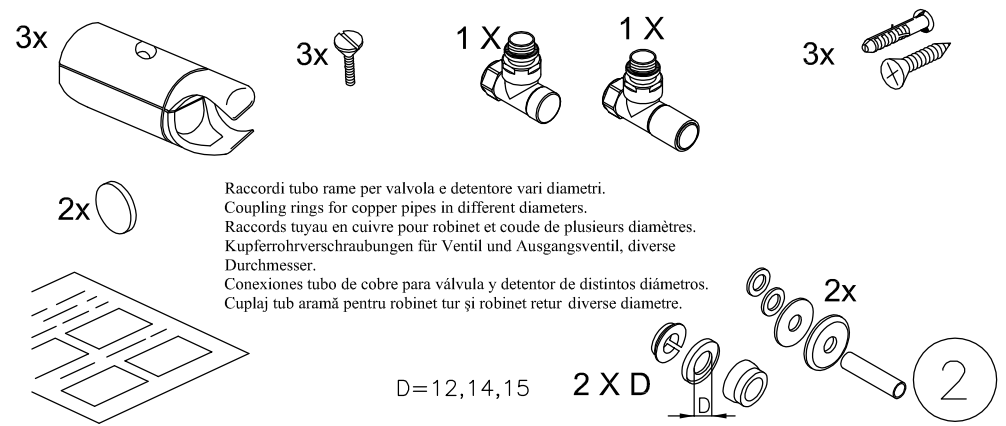 3x
3x
1 X
1 X
3x
2x
Raccordi tubo rame per valvola e detentore vari diametri.
Coupling rings for copper pipes in different diameters.
Raccords tuyau en cuivre pour robinet et coude de plusieurs diamètres.
Kupferrohrverschraubungen für Ventil und Ausgangsventil, diverse
Durchmesser.
Conexiones tubo de cobre para válvula y detentor de distintos diámetros.
Cuplaj tub aramă pentru robinet tur şi robinet retur diverse diametre.
2x
D=12,14,15
2 X D
D
2